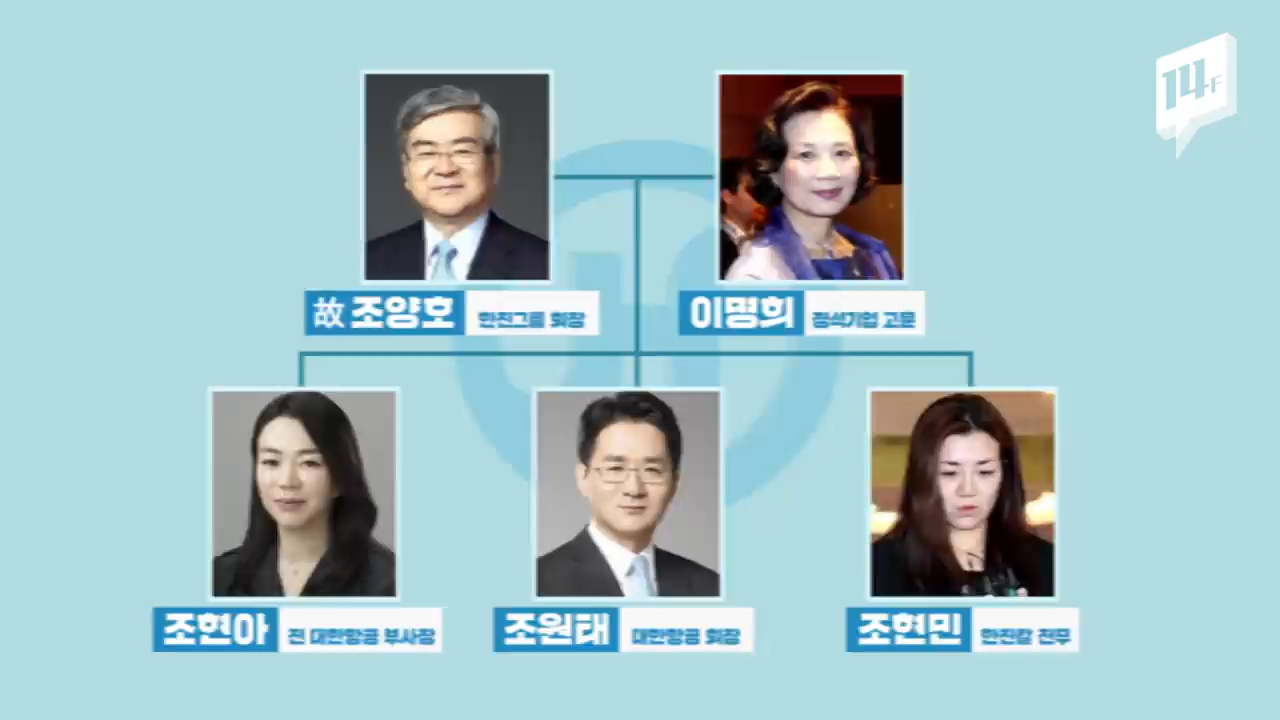 14F
故 조양호 한진그룹 회장
이명희 정석기업 고문
조현아 전 대한항공 부사장
조원태 대한항공 회장
조현민 한진칼 전무